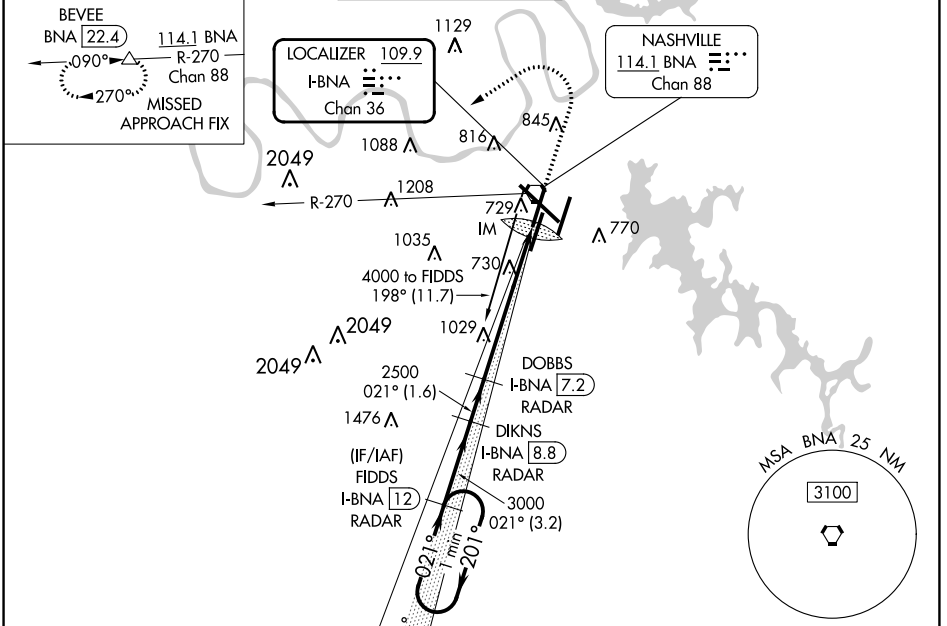 BEVEE
BNA 22.4
114.1 BNA
R-270
Chan 88
090°
270°
MISSED
APPROACH FIX
LOCALIZER 109.9
I-BNA
Chan 36
1129
NASHVILLE
114.1 BNA
Chan 88
845
816
1088
2049
1208
R-270
729
IM
770
1035
730
4000 to FIDDS
198° (11.7)
1029
2049
2049
2500
021° (1.6)
DOBBS
I-BNA 7.2
RADAR
1476
DIKNS
I-BNA 8.8
RADAR
(IF/IAF)
FIDDS
I-BNA 12
RADAR
3000
021° (3.2)
021°
1 min
201°
MSA BNA 25 NM
3100